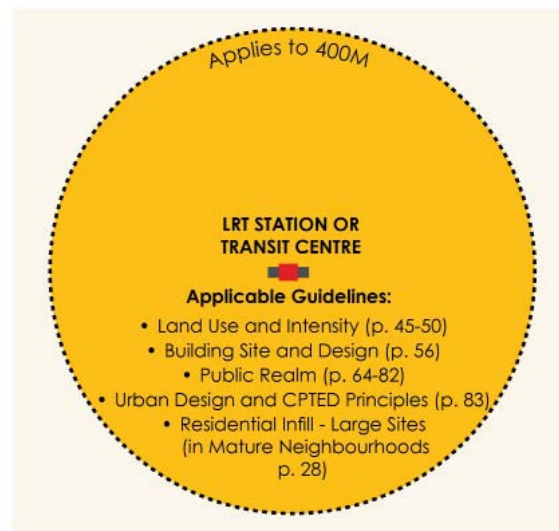 Applies to 400M
LRT STATION OR
TRANSIT CENTRE
Applicable Guidelines:
• Land Use and Intensity (p. 45-50)
• Building Site and Design (p. 56)
• Public Realm (p. 64-82)
• Urban Design and CPTED Principles (p. 83)
• Residential Infill - Large Sites
(in Mature Neighbourhoods
p. 28)